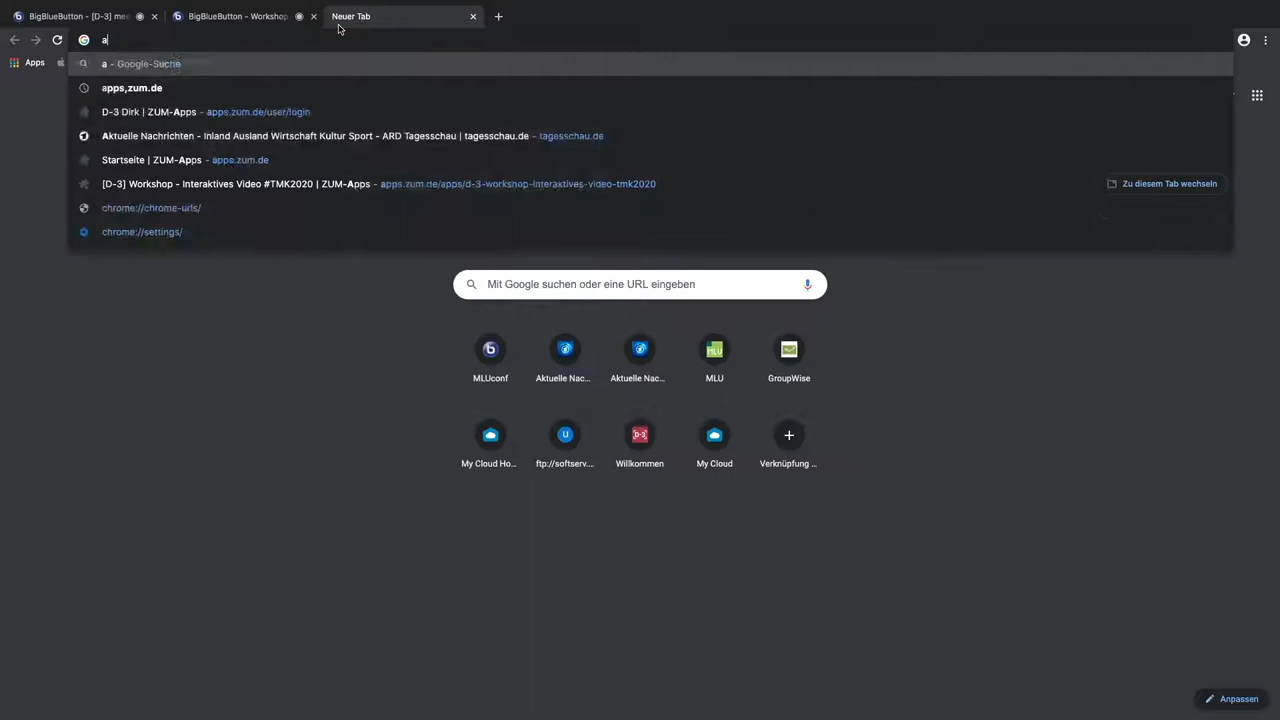 BigBlueButton - [D-3] me
BigBlueButton - Workshop
Neuer Tab
a
Apps
a - Google-Suche
apps,zum.de
D-3 Dirk | ZUM-Apps - apps.zum.de/user/login
Aktuelle Nachrichten - Inland Ausland Wirtschaft Kultur Sport - ARD Tagesschau | tagesschau.de - tagesschau.de
Startseite | ZUM-Apps - apps.zum.de
[D-3] Workshop - Interaktives Video #TMK2020 | ZUM-Apps - apps.zum.de/apps/d-3-workshop-interaktives-video-tmk2020
Zu diesem Tab wechseln
chrome://chrome-urls/
chrome://settings/
Mit Google suchen oder eine URL eingeben
MLUconf
Aktuelle Nac...
Aktuelle Nac...
MLU
MLU
GroupWise
U
[D-3]
My Cloud Ho...
ftp://softserv....
Willkommen
My Cloud
Verknüpfung ...
Anpassen